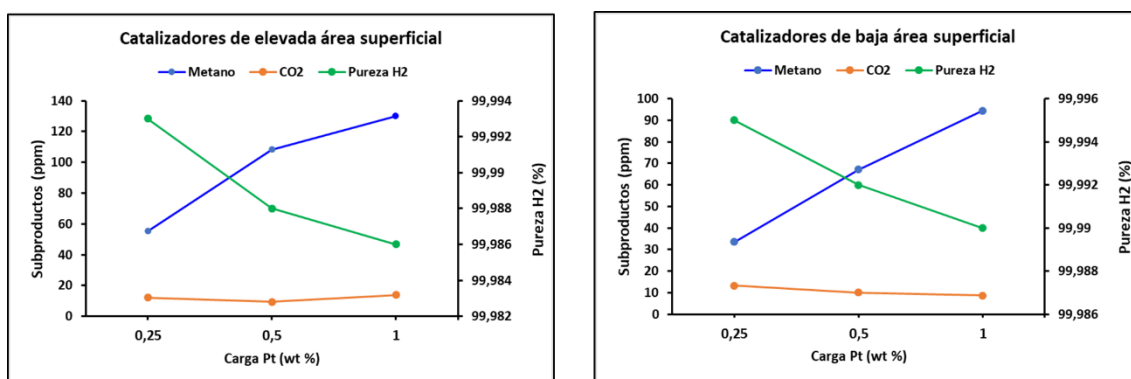 Catalizadores de elevada área superficial
Metano CO2 Pureza H2
140
120
100
80
60
40
20
0
Subproductos (ppm)
99,994
99,992
99,99
99,988
99,986
99,984
99,982
Pureza H2 (%)
0,25 0,5 1
Carga Pt (wt %)
Catalizadores de baja área superficial
Metano CO2 Pureza H2
100
90
80
70
60
50
40
30
20
10
0
Subproductos (ppm)
99,996
99,994
99,992
99,99
99,988
99,986
Pureza H2 (%)
0,25 0,5 1
Carga Pt (wt %)